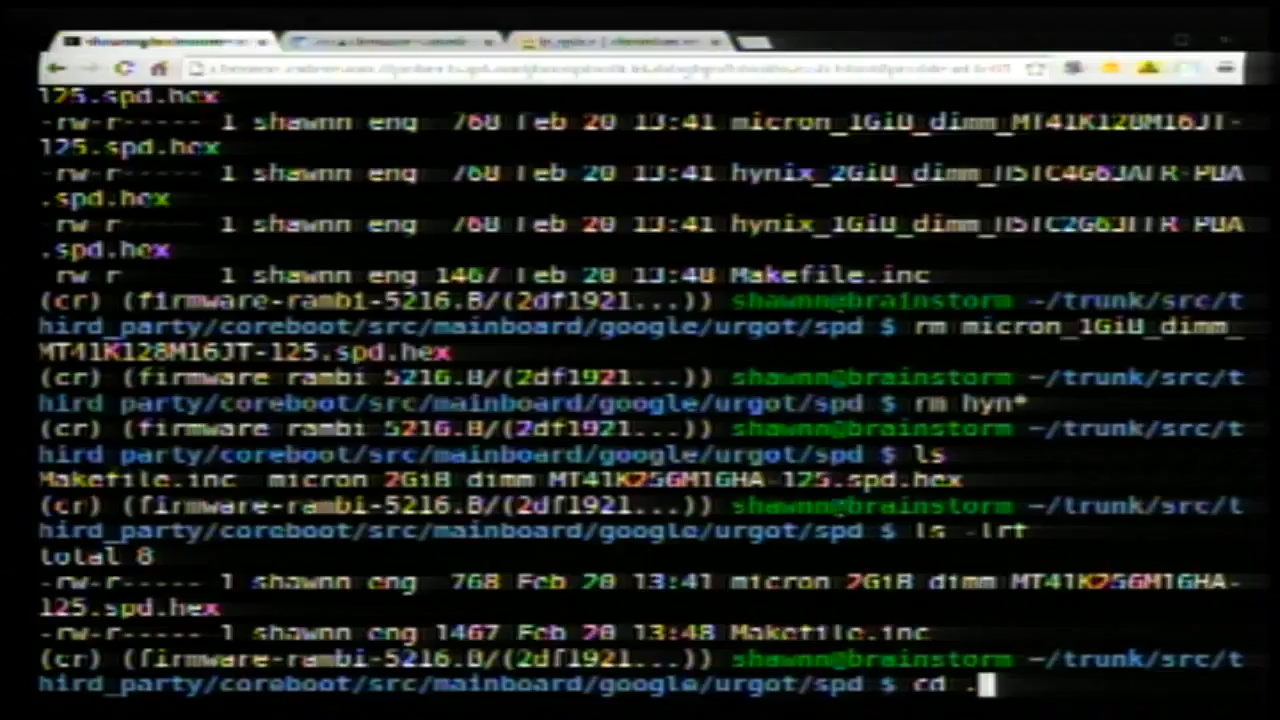 125.spd.hex
-rw-r----- 1 shawnn eng 768 Feb 20 13:41 micron_1GiB_dimm_MT41K128M16JT-
125.spd.hex
-rw-r----- 1 shawnn eng 768 Feb 20 13:41 hynix_2GiB_dimm_H5TC4G63AFR-PBA
.spd.hex
-rw-r----- 1 shawnn eng 768 Feb 20 13:41 hynix_1GiB_dimm_H5TC2G63FFR-PBA
.spd.hex
-rw-r----- 1 shawnn eng 1467 Feb 20 13:48 Makefile.inc
(cr) (firmware-rambi-5216.B/(2df1921...)) shawnn@brainstorm ~/trunk/src/t
hird_party/coreboot/src/mainboard/google/urgot/spd $ rm micron_1GiB_dimm_
MT41K128M16JT-125.spd.hex
(cr) (firmware-rambi-5216.B/(2df1921...)) shawnn@brainstorm ~/trunk/src/t
hird_party/coreboot/src/mainboard/google/urgot/spd $ rm hyn*
(cr) (firmware-rambi-5216.B/(2df1921...)) shawnn@brainstorm ~/trunk/src/t
hird_party/coreboot/src/mainboard/google/urgot/spd $ ls
Makefile.inc micron_2GiB_dimm_MT41K256M16HA-125.spd.hex
(cr) (firmware-rambi-5216.B/(2df1921...)) shawnn@brainstorm ~/trunk/src/t
hird_party/coreboot/src/mainboard/google/urgot/spd $ ls -lrt
total 8
-rw-r----- 1 shawnn eng 768 Feb 20 13:41 micron_2GiB_dimm_MT41K256M16HA-
125.spd.hex
-rw-r----- 1 shawnn eng 1467 Feb 20 13:48 Makefile.inc
(cr) (firmware-rambi-5216.B/(2df1921...)) shawnn@brainstorm ~/trunk/src/t
hird_party/coreboot/src/mainboard/google/urgot/spd $ cd .